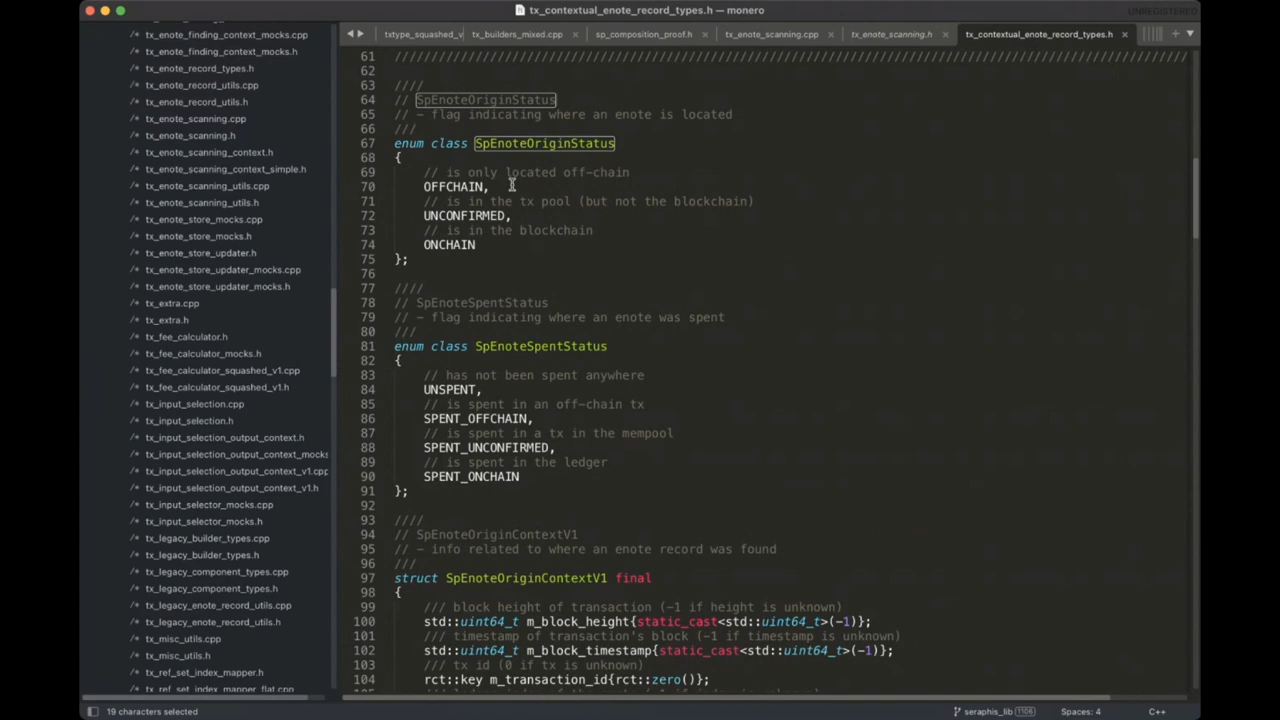 tx_contextual_enote_record_types.h — monero
UNREGISTERED
txtype_squashed_v
tx_builders_mixed.cpp
sp_composition_proof.h
tx_enote_scanning.cpp
tx_enote_scanning.h
tx_contextual_enote_record_types.h
/* tx_enote_finding_context_mocks.cpp
/* tx_enote_finding_context_mocks.h
/* tx_enote_record_types.h
/* tx_enote_record_utils.cpp
/* tx_enote_record_utils.h
/* tx_enote_scanning.cpp
/* tx_enote_scanning.h
/* tx_enote_scanning_context.h
/* tx_enote_scanning_context_simple.h
/* tx_enote_scanning_utils.cpp
/* tx_enote_scanning_utils.h
/* tx_enote_store_mocks.cpp
/* tx_enote_store_mocks.h
/* tx_enote_store_updater.h
/* tx_enote_store_updater_mocks.cpp
/* tx_enote_store_updater_mocks.h
/* tx_extra.cpp
/* tx_extra.h
/* tx_fee_calculator.h
/* tx_fee_calculator_mocks.h
/* tx_fee_calculator_squashed_v1.cpp
/* tx_fee_calculator_squashed_v1.h
/* tx_input_selection.cpp
/* tx_input_selection.h
/* tx_input_selection_output_context.h
/* tx_input_selection_output_context_mocks
/* tx_input_selection_output_context_v1.cpp
/* tx_input_selection_output_context_v1.h
/* tx_input_selector_mocks.cpp
/* tx_input_selector_mocks.h
/* tx_legacy_builder_types.cpp
/* tx_legacy_builder_types.h
/* tx_legacy_component_types.cpp
/* tx_legacy_component_types.h
/* tx_legacy_enote_record_utils.cpp
/* tx_legacy_enote_record_utils.h
/* tx_misc_utils.cpp
/* tx_misc_utils.h
/* tx_ref_set_index_mapper.h
/* tx_ref_set_index_mapper_flat.cpp
61 /////////////////////////////////////////////////////////////////////////////////////////////////////////////
62
63 ////
64 // SpEnoteOriginStatus
65 // - flag indicating where an enote is located
66 ///
67 enum class SpEnoteOriginStatus
68 {
69 // is only located off-chain
70 OFFCHAIN,
71 // is in the tx pool (but not the blockchain)
72 UNCONFIRMED,
73 // is in the blockchain
74 ONCHAIN
75 };
76
77 ////
78 // SpEnoteSpentStatus
79 // - flag indicating where an enote was spent
80 ///
81 enum class SpEnoteSpentStatus
82 {
83 // has not been spent anywhere
84 UNSPENT,
85 // is spent in an off-chain tx
86 SPENT_OFFCHAIN,
87 // is spent in a tx in the mempool
88 SPENT_UNCONFIRMED,
89 // is spent in the ledger
90 SPENT_ONCHAIN
91 };
92
93 ////
94 // SpEnoteOriginContextV1
95 // - info related to where an enote record was found
96 ///
97 struct SpEnoteOriginContextV1 final
98 {
99 /// block height of transaction (-1 if height is unknown)
100 std::uint64_t m_block_height{static_cast<std::uint64_t>(-1)};
101 /// timestamp of transaction's block (-1 if timestamp is unknown)
102 std::uint64_t m_block_timestamp{static_cast<std::uint64_t>(-1)};
103 /// tx id (0 if tx is unknown)
104 rct::key m_transaction_id{rct::zero()};
19 characters selected
seraphis_lib 1106
Spaces: 4
C++